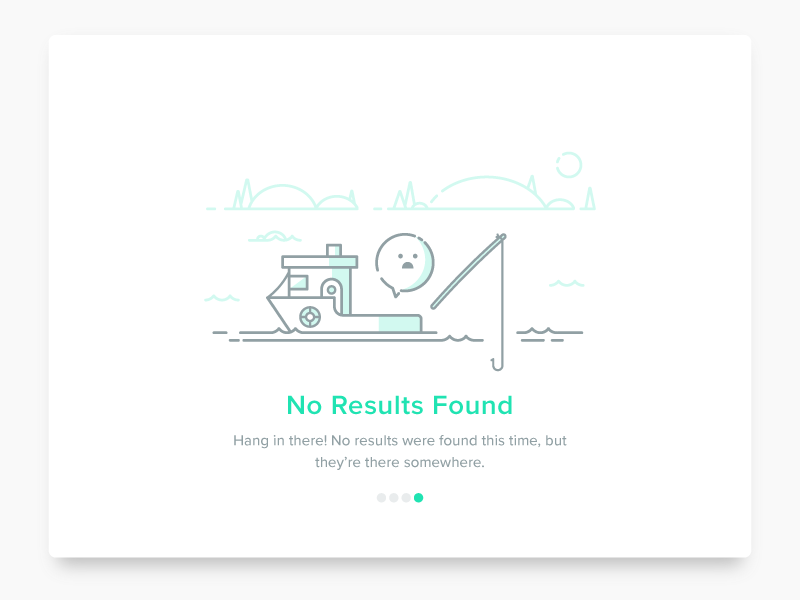 No Results Found
Hang in there! No results were found this time, but
they're there somewhere.